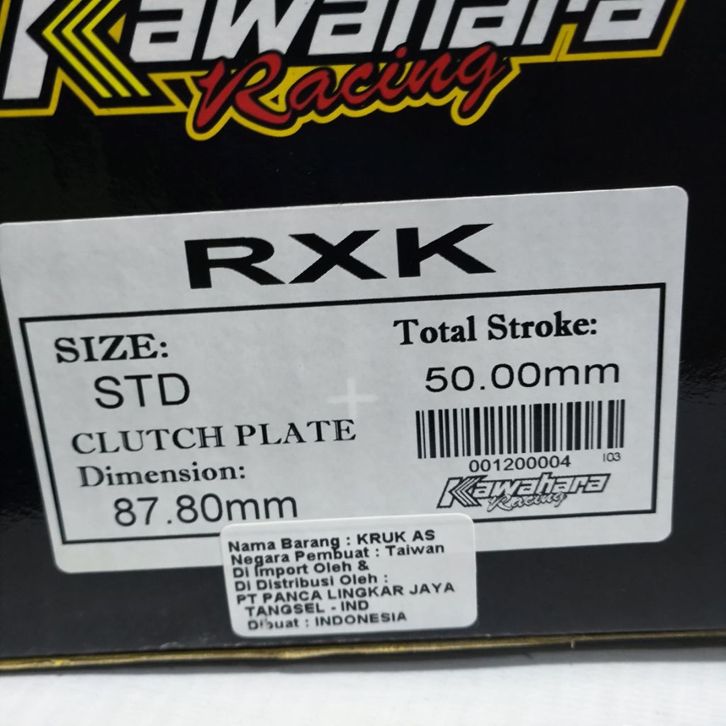 Kawahara
Racing
RXK
SIZE:
STD
CLUTCH PLATE
Dimension:
87.80mm
Total Stroke:
50.00mm
001200004
I03
Kawahara
Racing
Nama Barang : KRUK AS
Negara Pembuat : Taiwan
Di Import Oleh &
Di Distribusi Oleh :
PT PANCA LINGKAR JAYA
TANGSEL - IND
Dibuat : INDONESIA